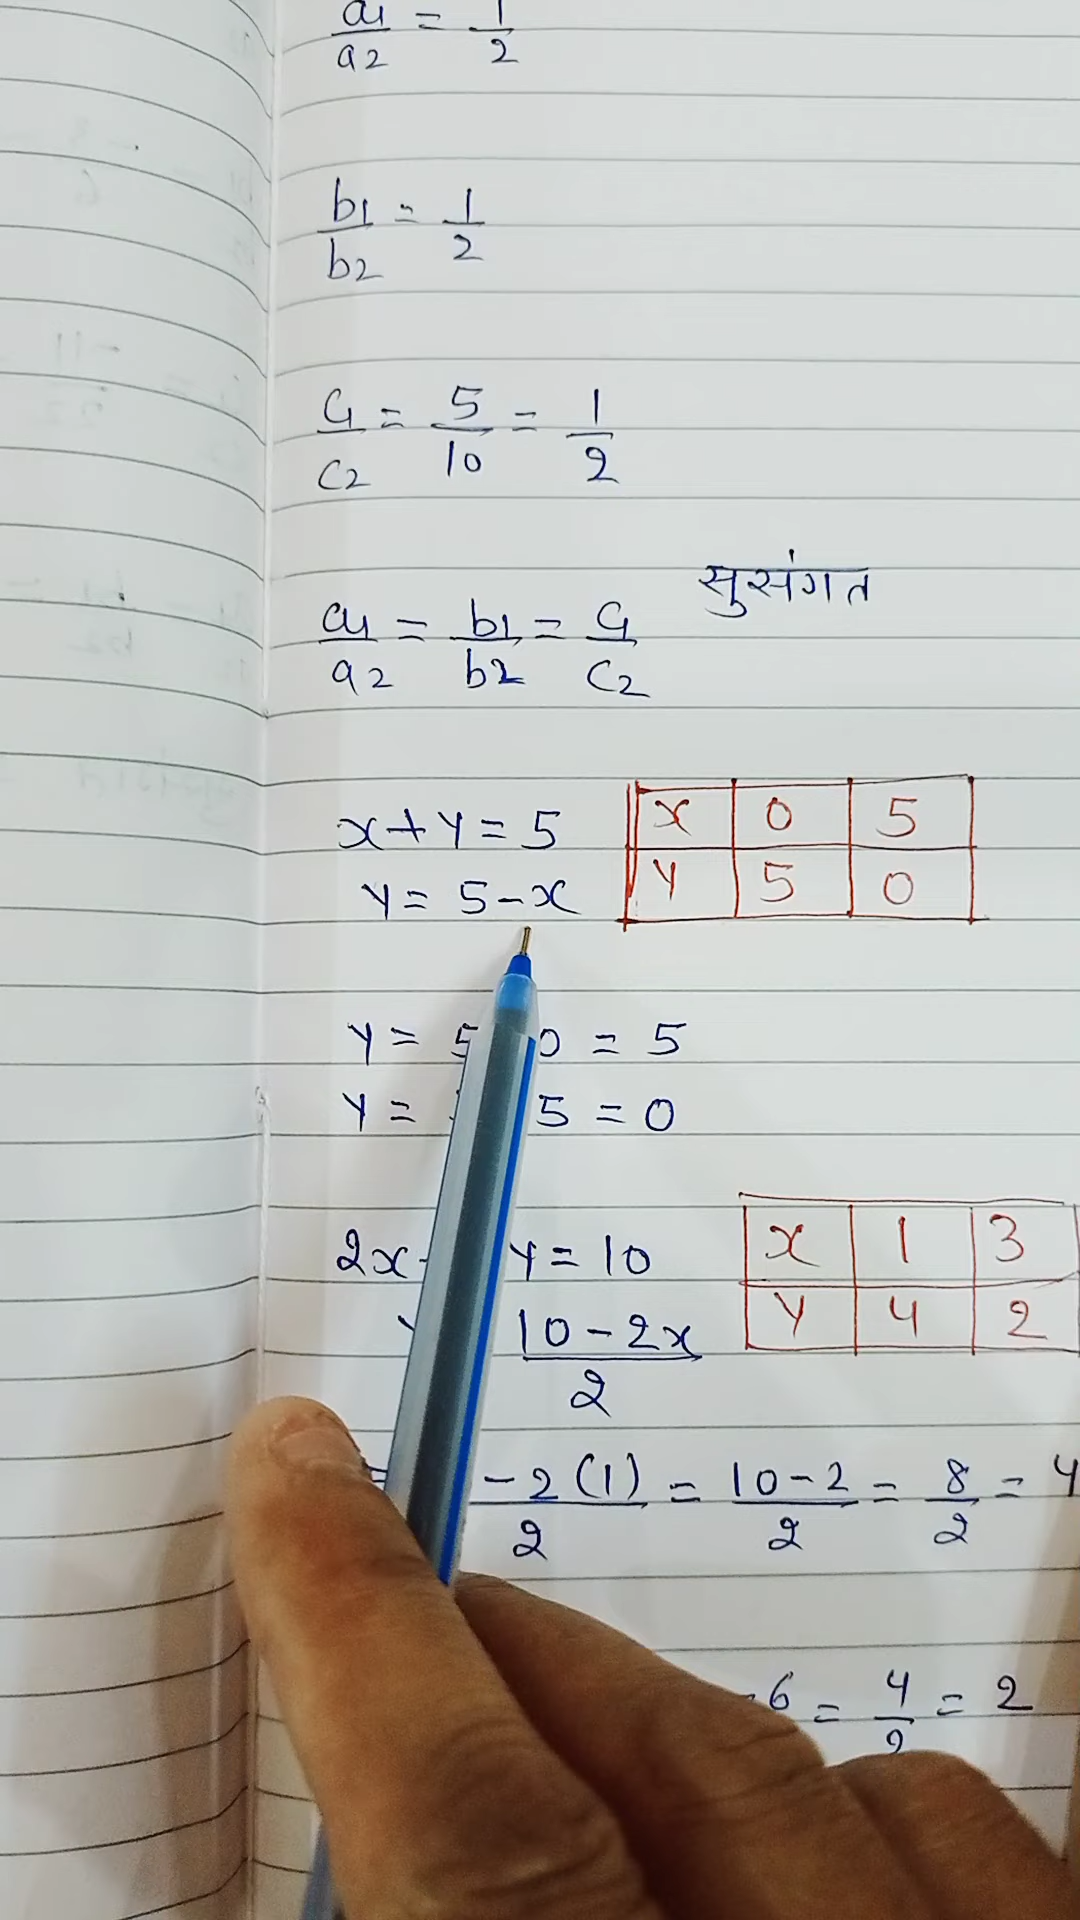 a1/a2 = 1/2
b1/b2 = 1/2
c1/c2 = 5/10 = 1/2
सुसंगत
a1/a2 = b1/b2 = c1/c2
x+y=5
y= 5-x
x 0 5
y 5 0
y= 5 0 = 5
y= 5 = 0
2x y=10
10-2x/2
x 1 3
y 4 2
-2(1)/2 = 10-2/2 = 8/2 = 4
-6 = 4/2 = 2